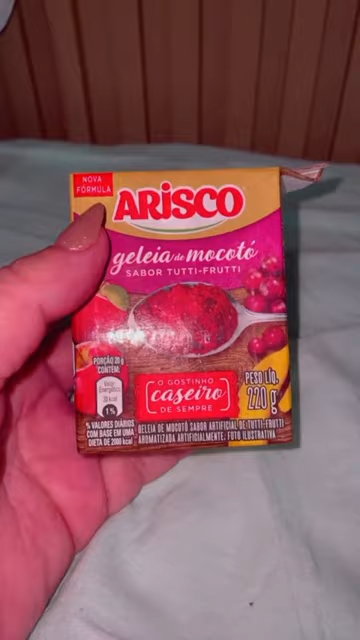 NOVA
FÓRMULA
ARISCO
geleia de mocotó
SABOR TUTTI-FRUTTI
PORÇÃO 20 g
CONTÉM:
Valor
Energético
1%
% VALORES DIÁRIOS
COM BASE EM UMA
DIETA DE 2000 kcal
O GOSTINHO
caseiro
DE SEMPRE
PESO LÍQ.
220 g
GELEIA DE MOCOTÓ SABOR ARTIFICIAL DE TUTTI-FRUTTI
AROMATIZADA ARTIFICIALMENTE. FOTO ILUSTRATIVA